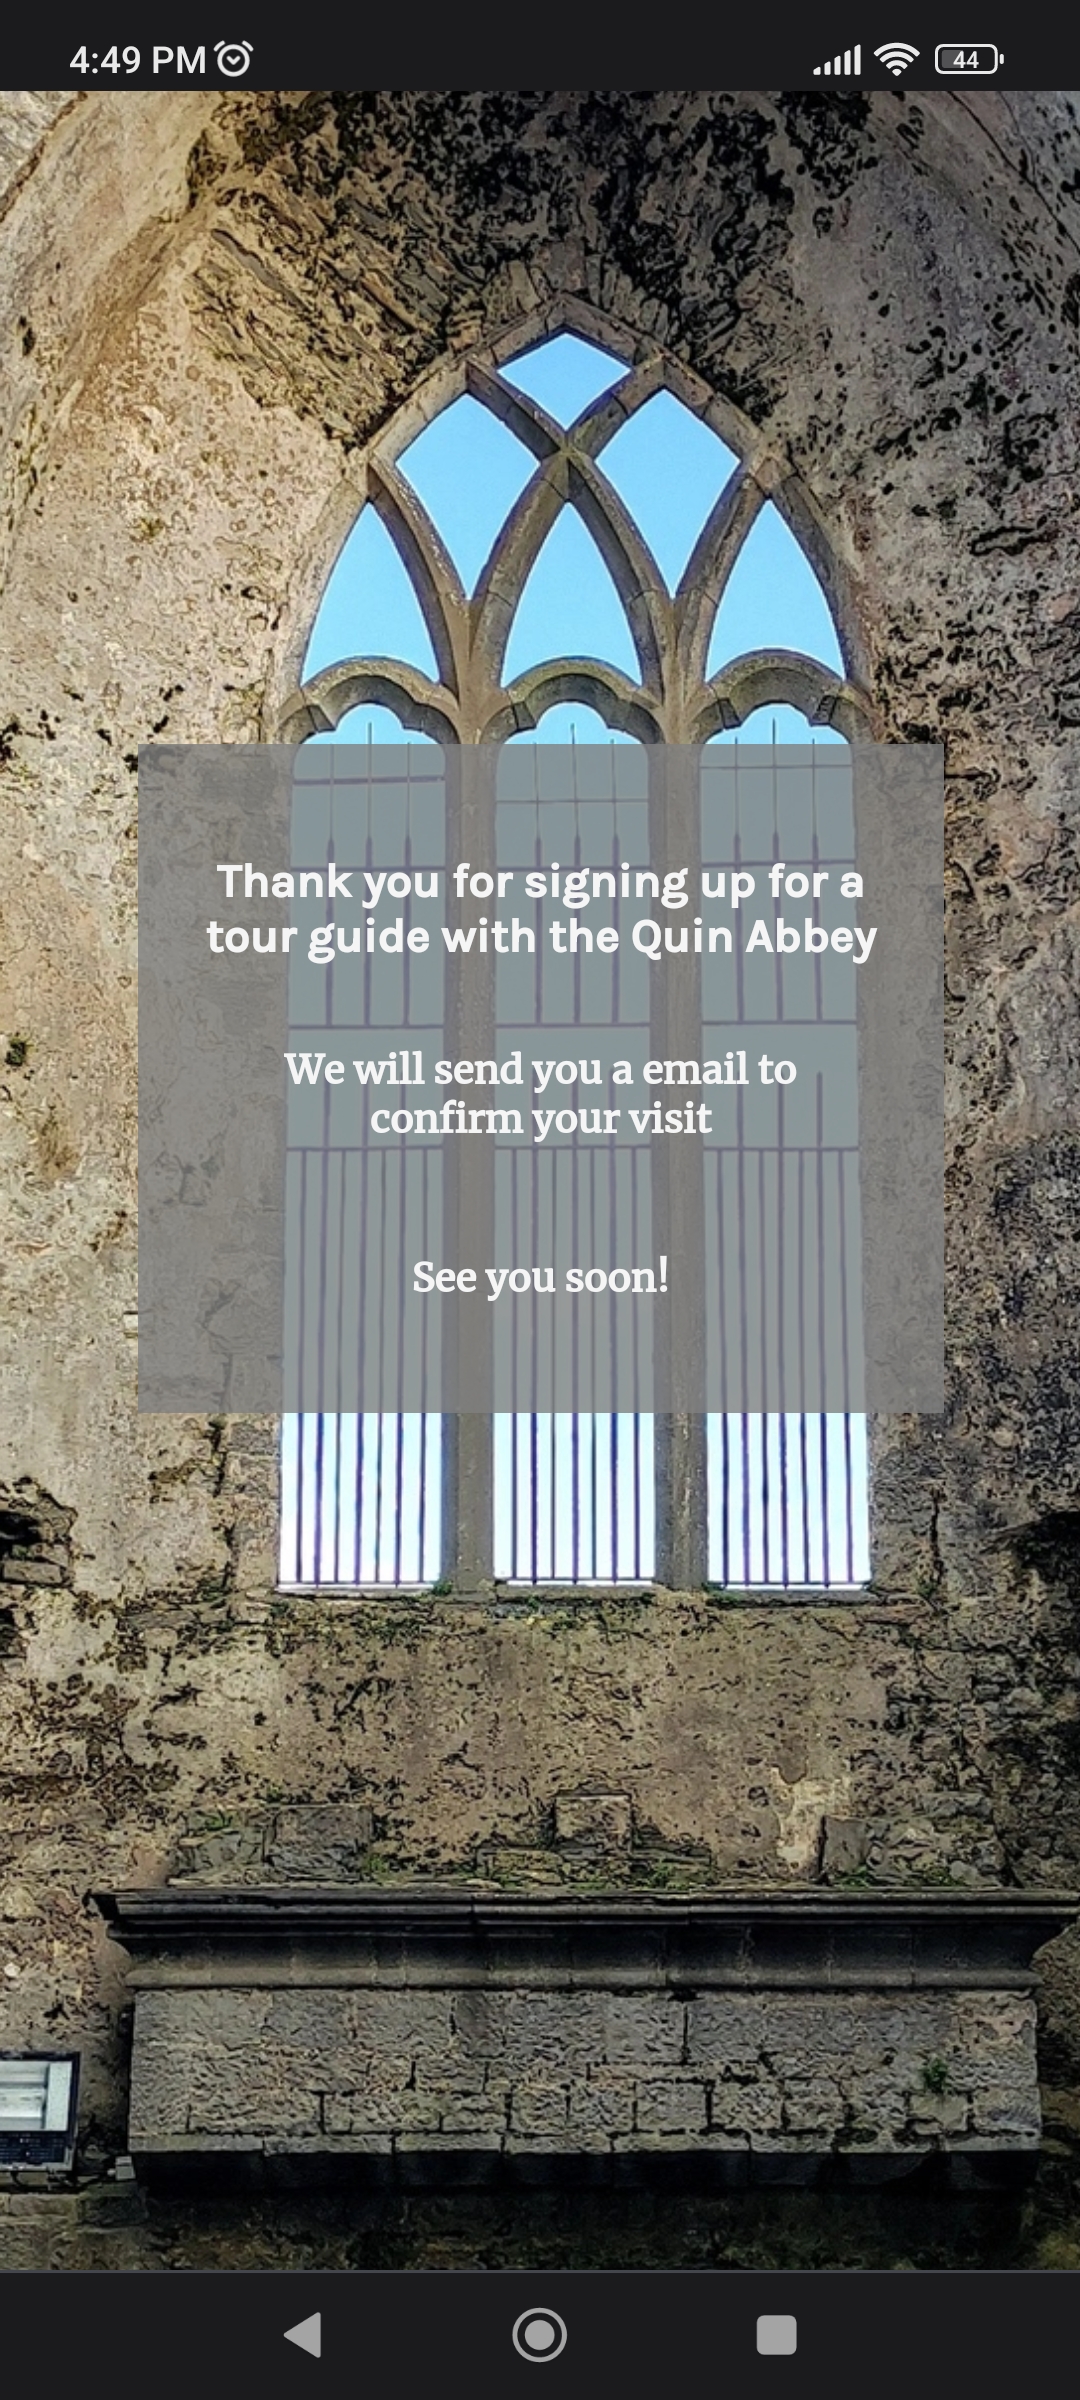 4:49 PM
44
Thank you for signing up for a
tour guide with the Quin Abbey
We will send you a email to
confirm your visit
See you soon!